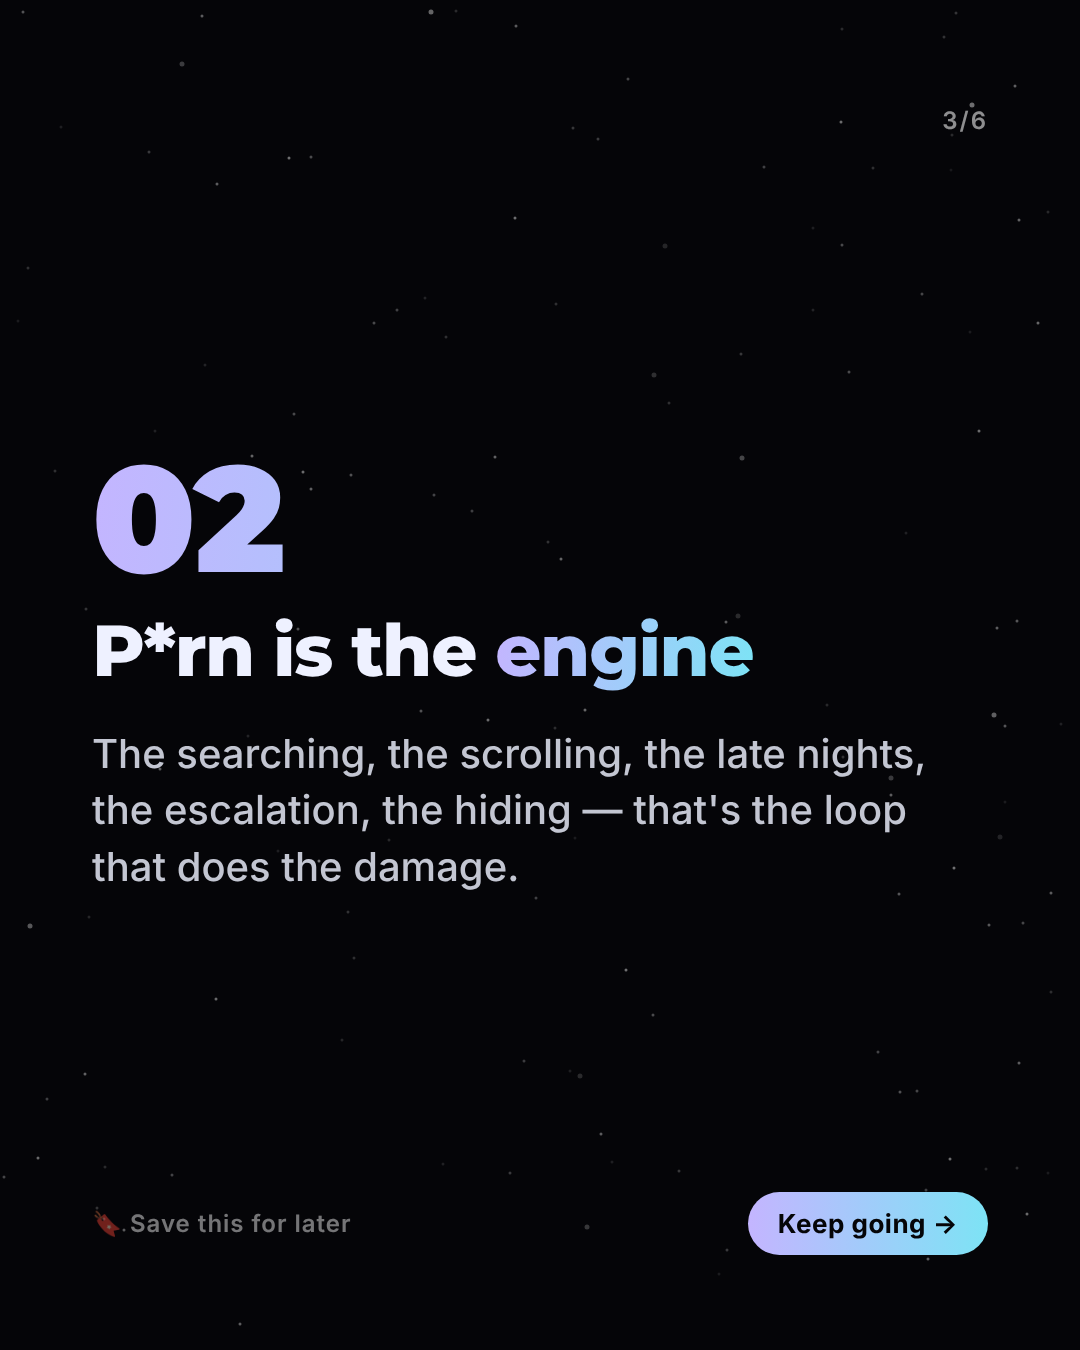 3/6
02
P*rn is the engine
The searching, the scrolling, the late nights,
the escalation, the hiding — that's the loop
that does the damage.
🔖 Save this for later
Keep going →